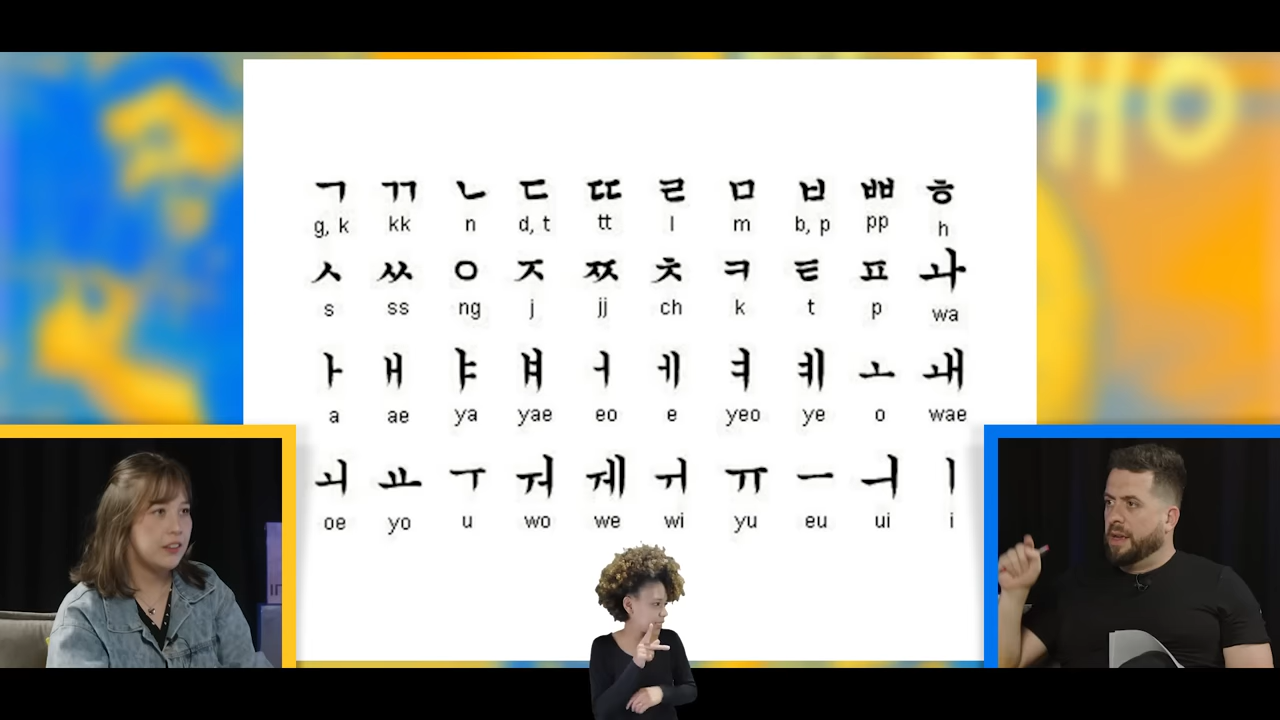 ㄱ ㄲ ㄴ ㄷ ㄸ ㄹ ㅁ ㅂ ㅃ ㅎ
g, k kk n d, t tt l m b, p pp h
ㅅ ㅆ ㅇ ㅈ ㅉ ㅊ ㅋ ㅌ ㅍ ㅘ
s ss ng j jj ch k t p wa
ㅏ ㅐ ㅑ ㅒ ㅓ ㅔ ㅕ ㅖ ㅗ ㅙ
a ae ya yae eo e yeo ye o wae
ㅚ ㅛ ㅜ ㅝ ㅞ ㅟ ㅠ ㅡ ㅢ ㅣ
oe yo u wo we wi yu eu ui i